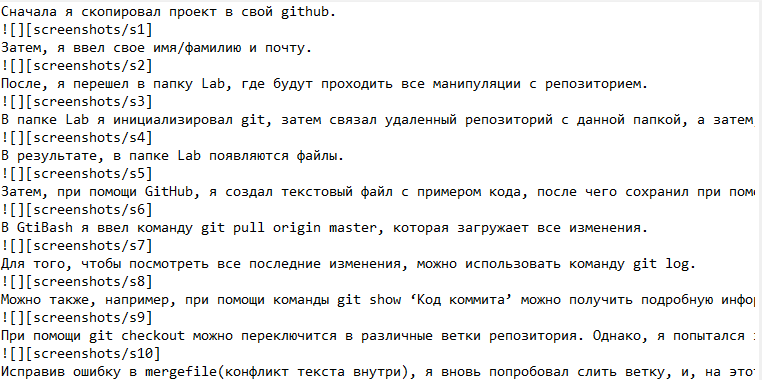 Сначала я скопировал проект в свой github.
![][screenshots/s1]
Затем, я ввел свое имя/фамилию и почту.
![][screenshots/s2]
После, я перешел в папку Lab, где будут проходить все манипуляции с репозиторием.
![][screenshots/s3]
В папке Lab я инициализировал git, затем связал удаленный репозиторий с данной папкой, а затем
![][screenshots/s4]
В результате, в папке Lab появляются файлы.
![][screenshots/s5]
Затем, при помощи GitHub, я создал текстовый файл с примером кода, после чего сохранил при
![][screenshots/s6]
В GtiBash я ввел команду git pull origin master, которая загружает все изменения.
![][screenshots/s7]
Для того, чтобы посмотреть все последние изменения, можно использовать команду git log.
![][screenshots/s8]
Можно также, например, при помощи команды git show ‘Код коммита’ можно получить подробную
![][screenshots/s9]
При помощи git checkout можно переключится в различные ветки репозитория. Однако, я попытался
![][screenshots/s10]
Исправив ошибку в mergefile(конфликт текста внутри), я вновь попробовал слить ветку, и, на